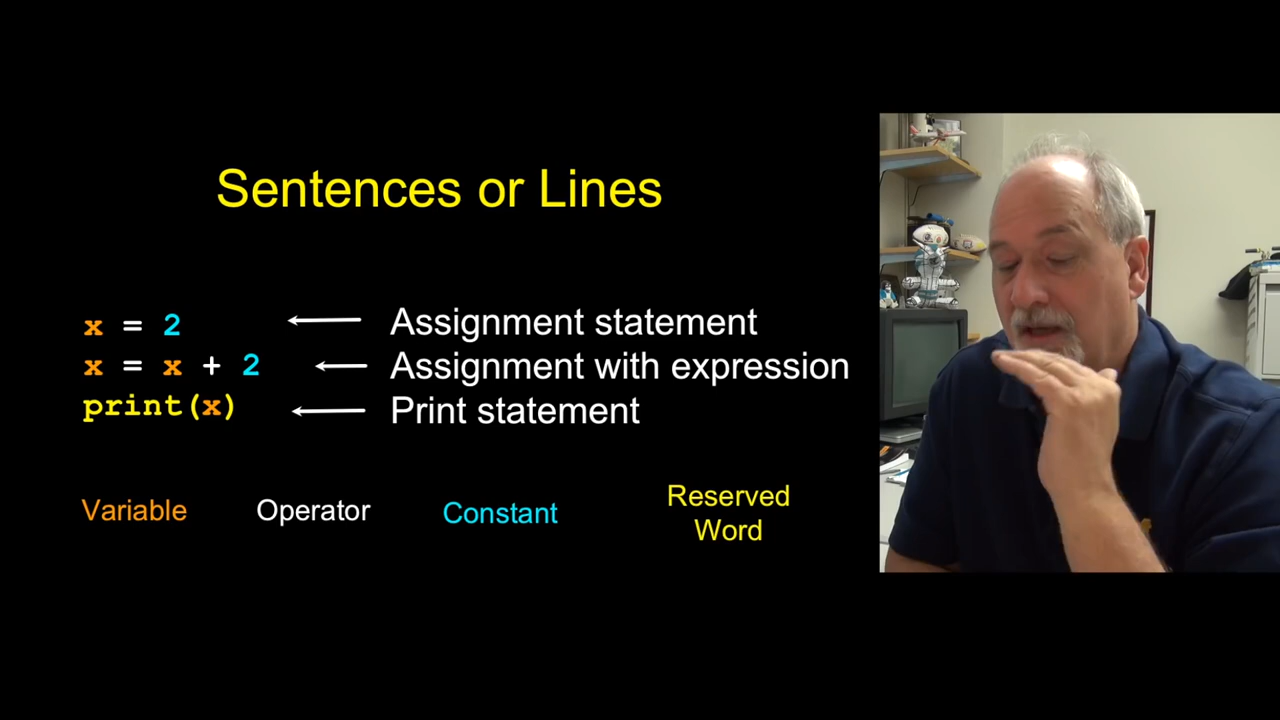 Sentences or Lines
x = 2
Assignment statement
x = x + 2
Assignment with expression
print(x)
Print statement
Variable
Operator
Constant
Reserved
Word